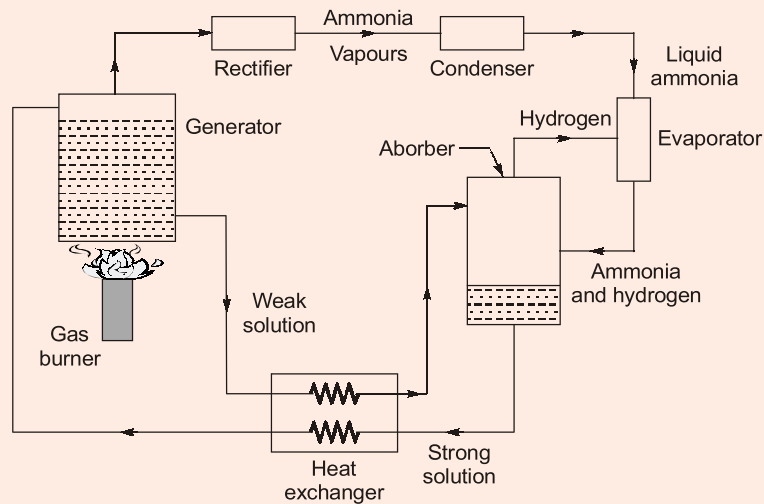 Ammonia
Vapours
Rectifier
Condenser
Liquid
ammonia
Generator
Hydrogen
Evaporator
Aborber
Ammonia
and hydrogen
Weak
solution
Gas
burner
Strong
solution
Heat
exchanger